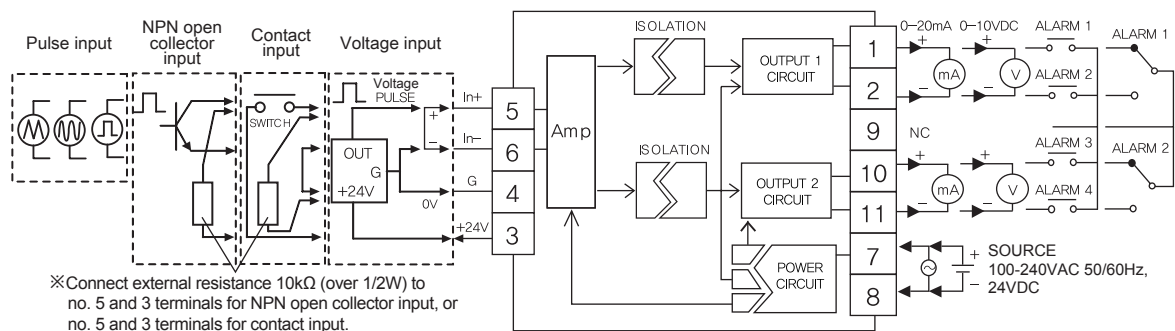 Pulse input
NPN open
collector
input
Contact
input
Voltage input
SWITCH
Voltage
PULSE
OUT
G
+24V
+
−
In+
In−
G
0V
+24V
5
6
4
3
※Connect external resistance 10kΩ (over 1/2W) to
no. 5 and 3 terminals for NPN open collector input, or
no. 5 and 3 terminals for contact input.
Amp
ISOLATION
ISOLATION
OUTPUT 1
CIRCUIT
OUTPUT 2
CIRCUIT
POWER
CIRCUIT
1
2
9
10
11
7
8
0-20mA
0-10VDC
ALARM 1
ALARM 1
+
mA
−
+
V
−
ALARM 2
NC
ALARM 3
ALARM 2
+
mA
−
+
V
−
ALARM 4
+
−
SOURCE
100-240VAC 50/60Hz,
24VDC